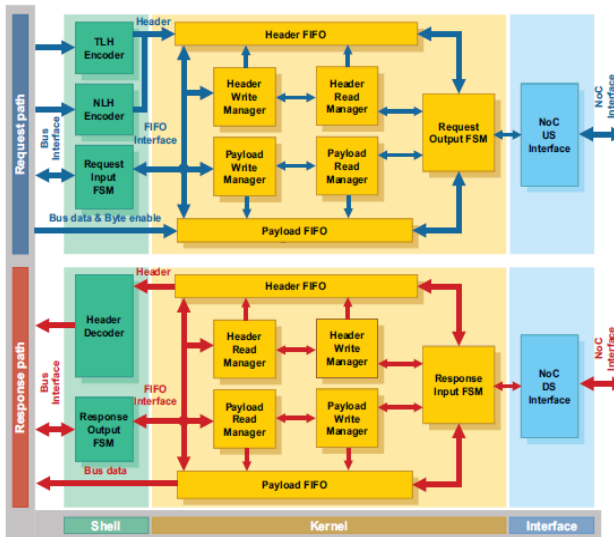 Request path
Bus
Interface
TLH
Encoder
NLH
Encoder
Request
Input
FSM
Header
FIFO
Interface
Bus data & Byte enable
Header FIFO
Header
Write
Manager
Header
Read
Manager
Payload
Write
Manager
Payload
Read
Manager
Payload FIFO
Request
Output FSM
NoC
US
Interface
NoC
Interface
Response path
Bus
Interface
Header
Decoder
Response
Output
FSM
Header
FIFO
Interface
Bus data
Header FIFO
Header
Read
Manager
Header
Write
Manager
Payload
Read
Manager
Payload
Write
Manager
Payload FIFO
Response
Input FSM
NoC
DS
Interface
NoC
Interface
Shell
Kernel
Interface